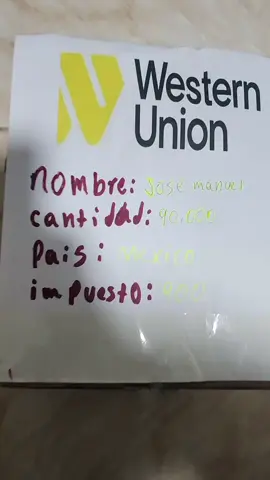 Western
Union
nombre: Jose manuel
cantidad:
Pais: Mexico
impuesto: